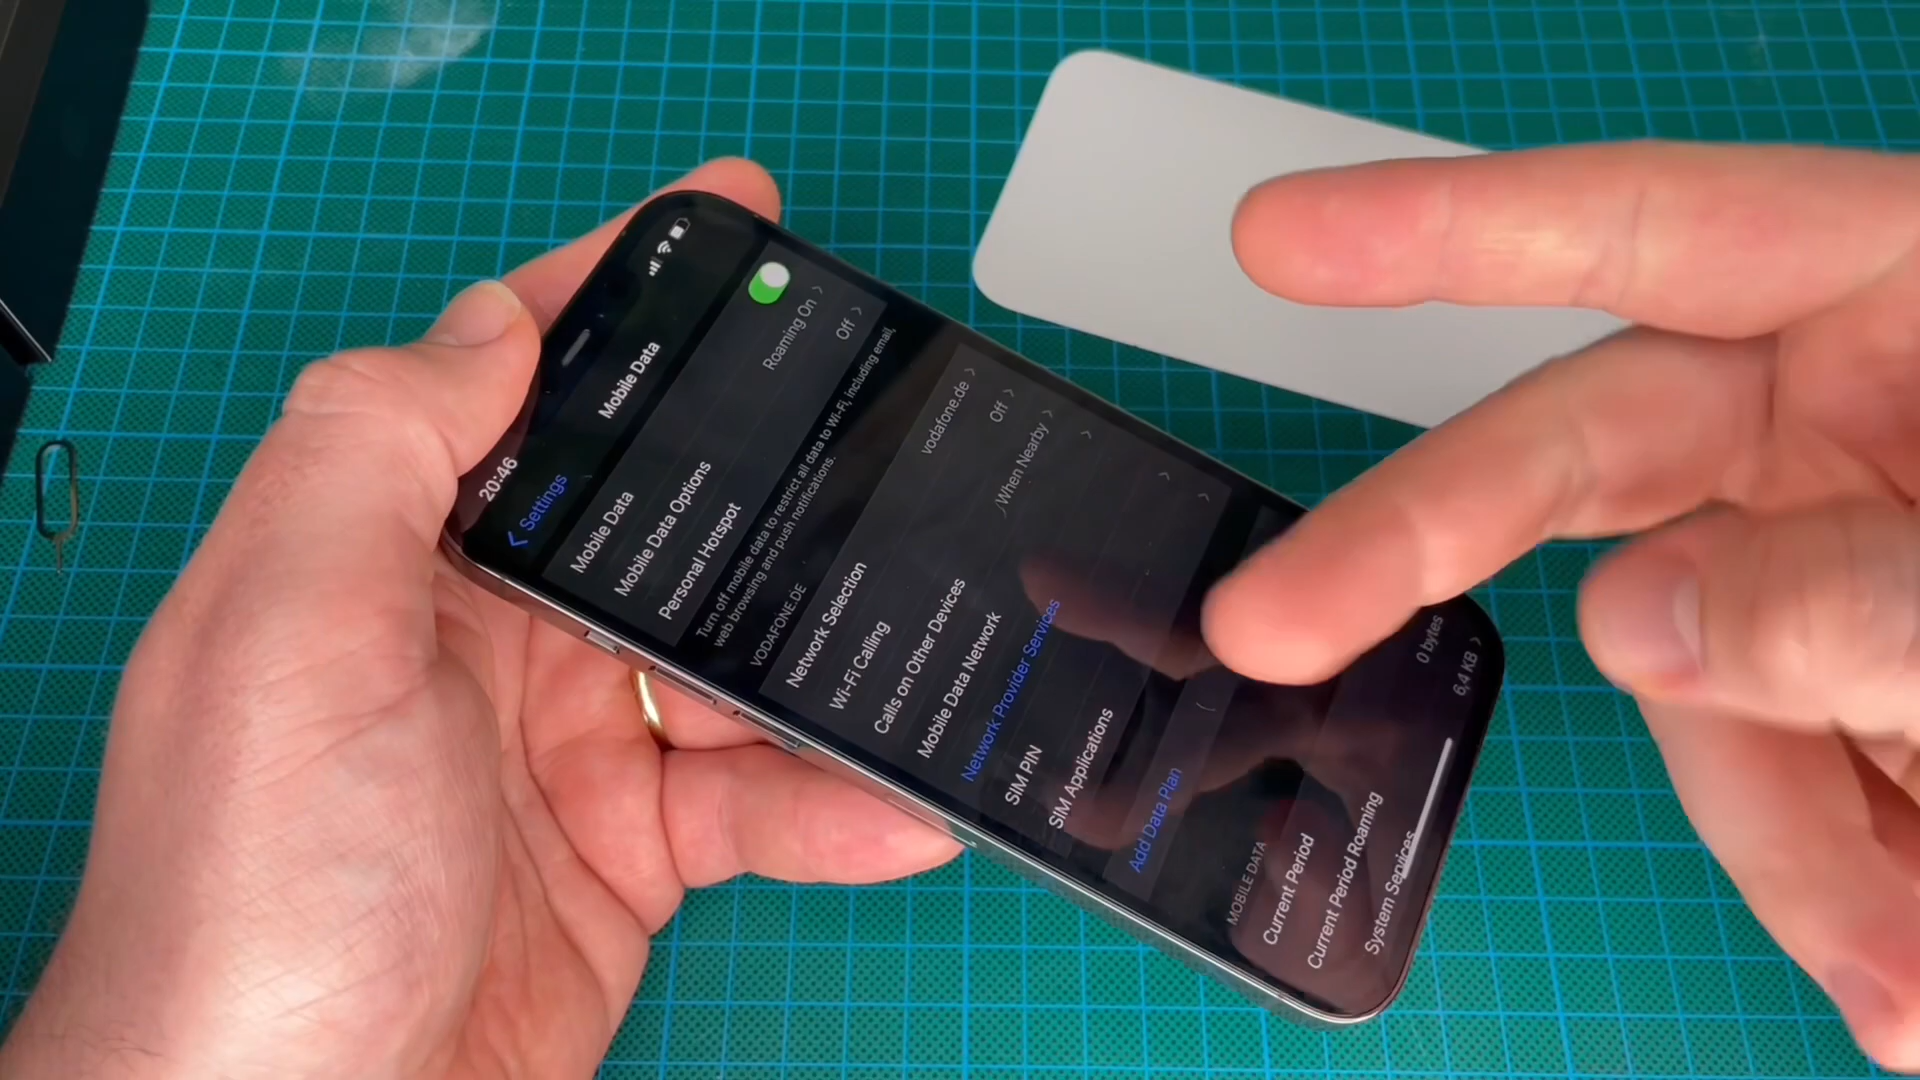 20:46
Settings
Mobile Data
Mobile Data
Mobile Data Options Roaming On
Personal Hotspot Off
Turn off mobile data to restrict all data to Wi-Fi, including email,
web browsing and push notifications.
VODAFONE.DE
Network Selection vodafone.de
Wi-Fi Calling Off
Calls on Other Devices When Nearby
Mobile Data Network
Network Provider Services
SIM PIN
SIM Applications
Add Data Plan
MOBILE DATA
Current Period 0 bytes
Current Period Roaming 6,4 KB
System Services